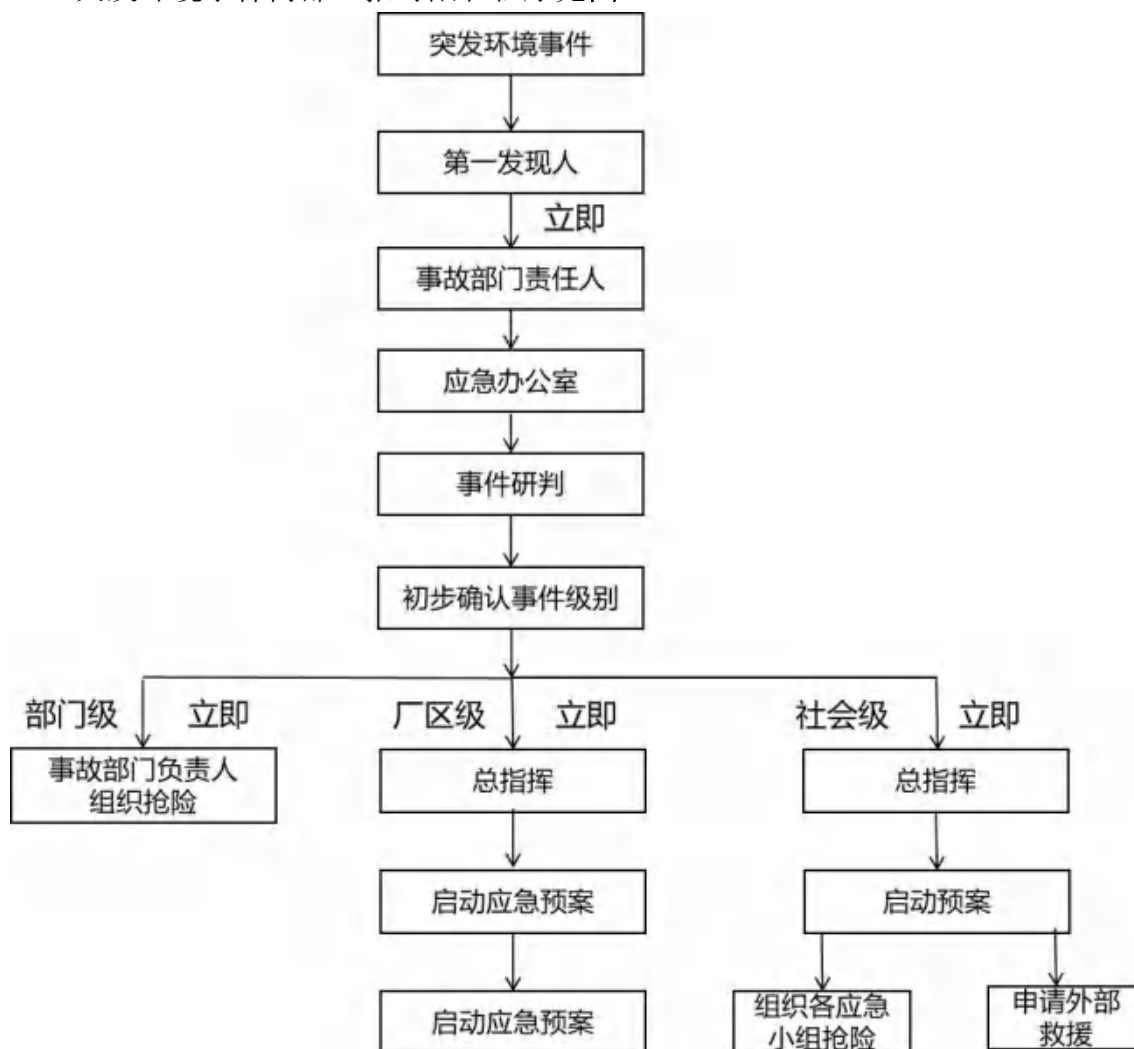 突发环境事件
第一发现人
立即
事故部门责任人
应急办公室
事件研判
初步确认事件级别
部门级 立即 厂区级 立即 社会级 立即
事故部门负责人
组织抢险
总指挥
总指挥
启动应急预案
启动预案
启动应急预案
组织各应急
小组抢险
申请外部
救援